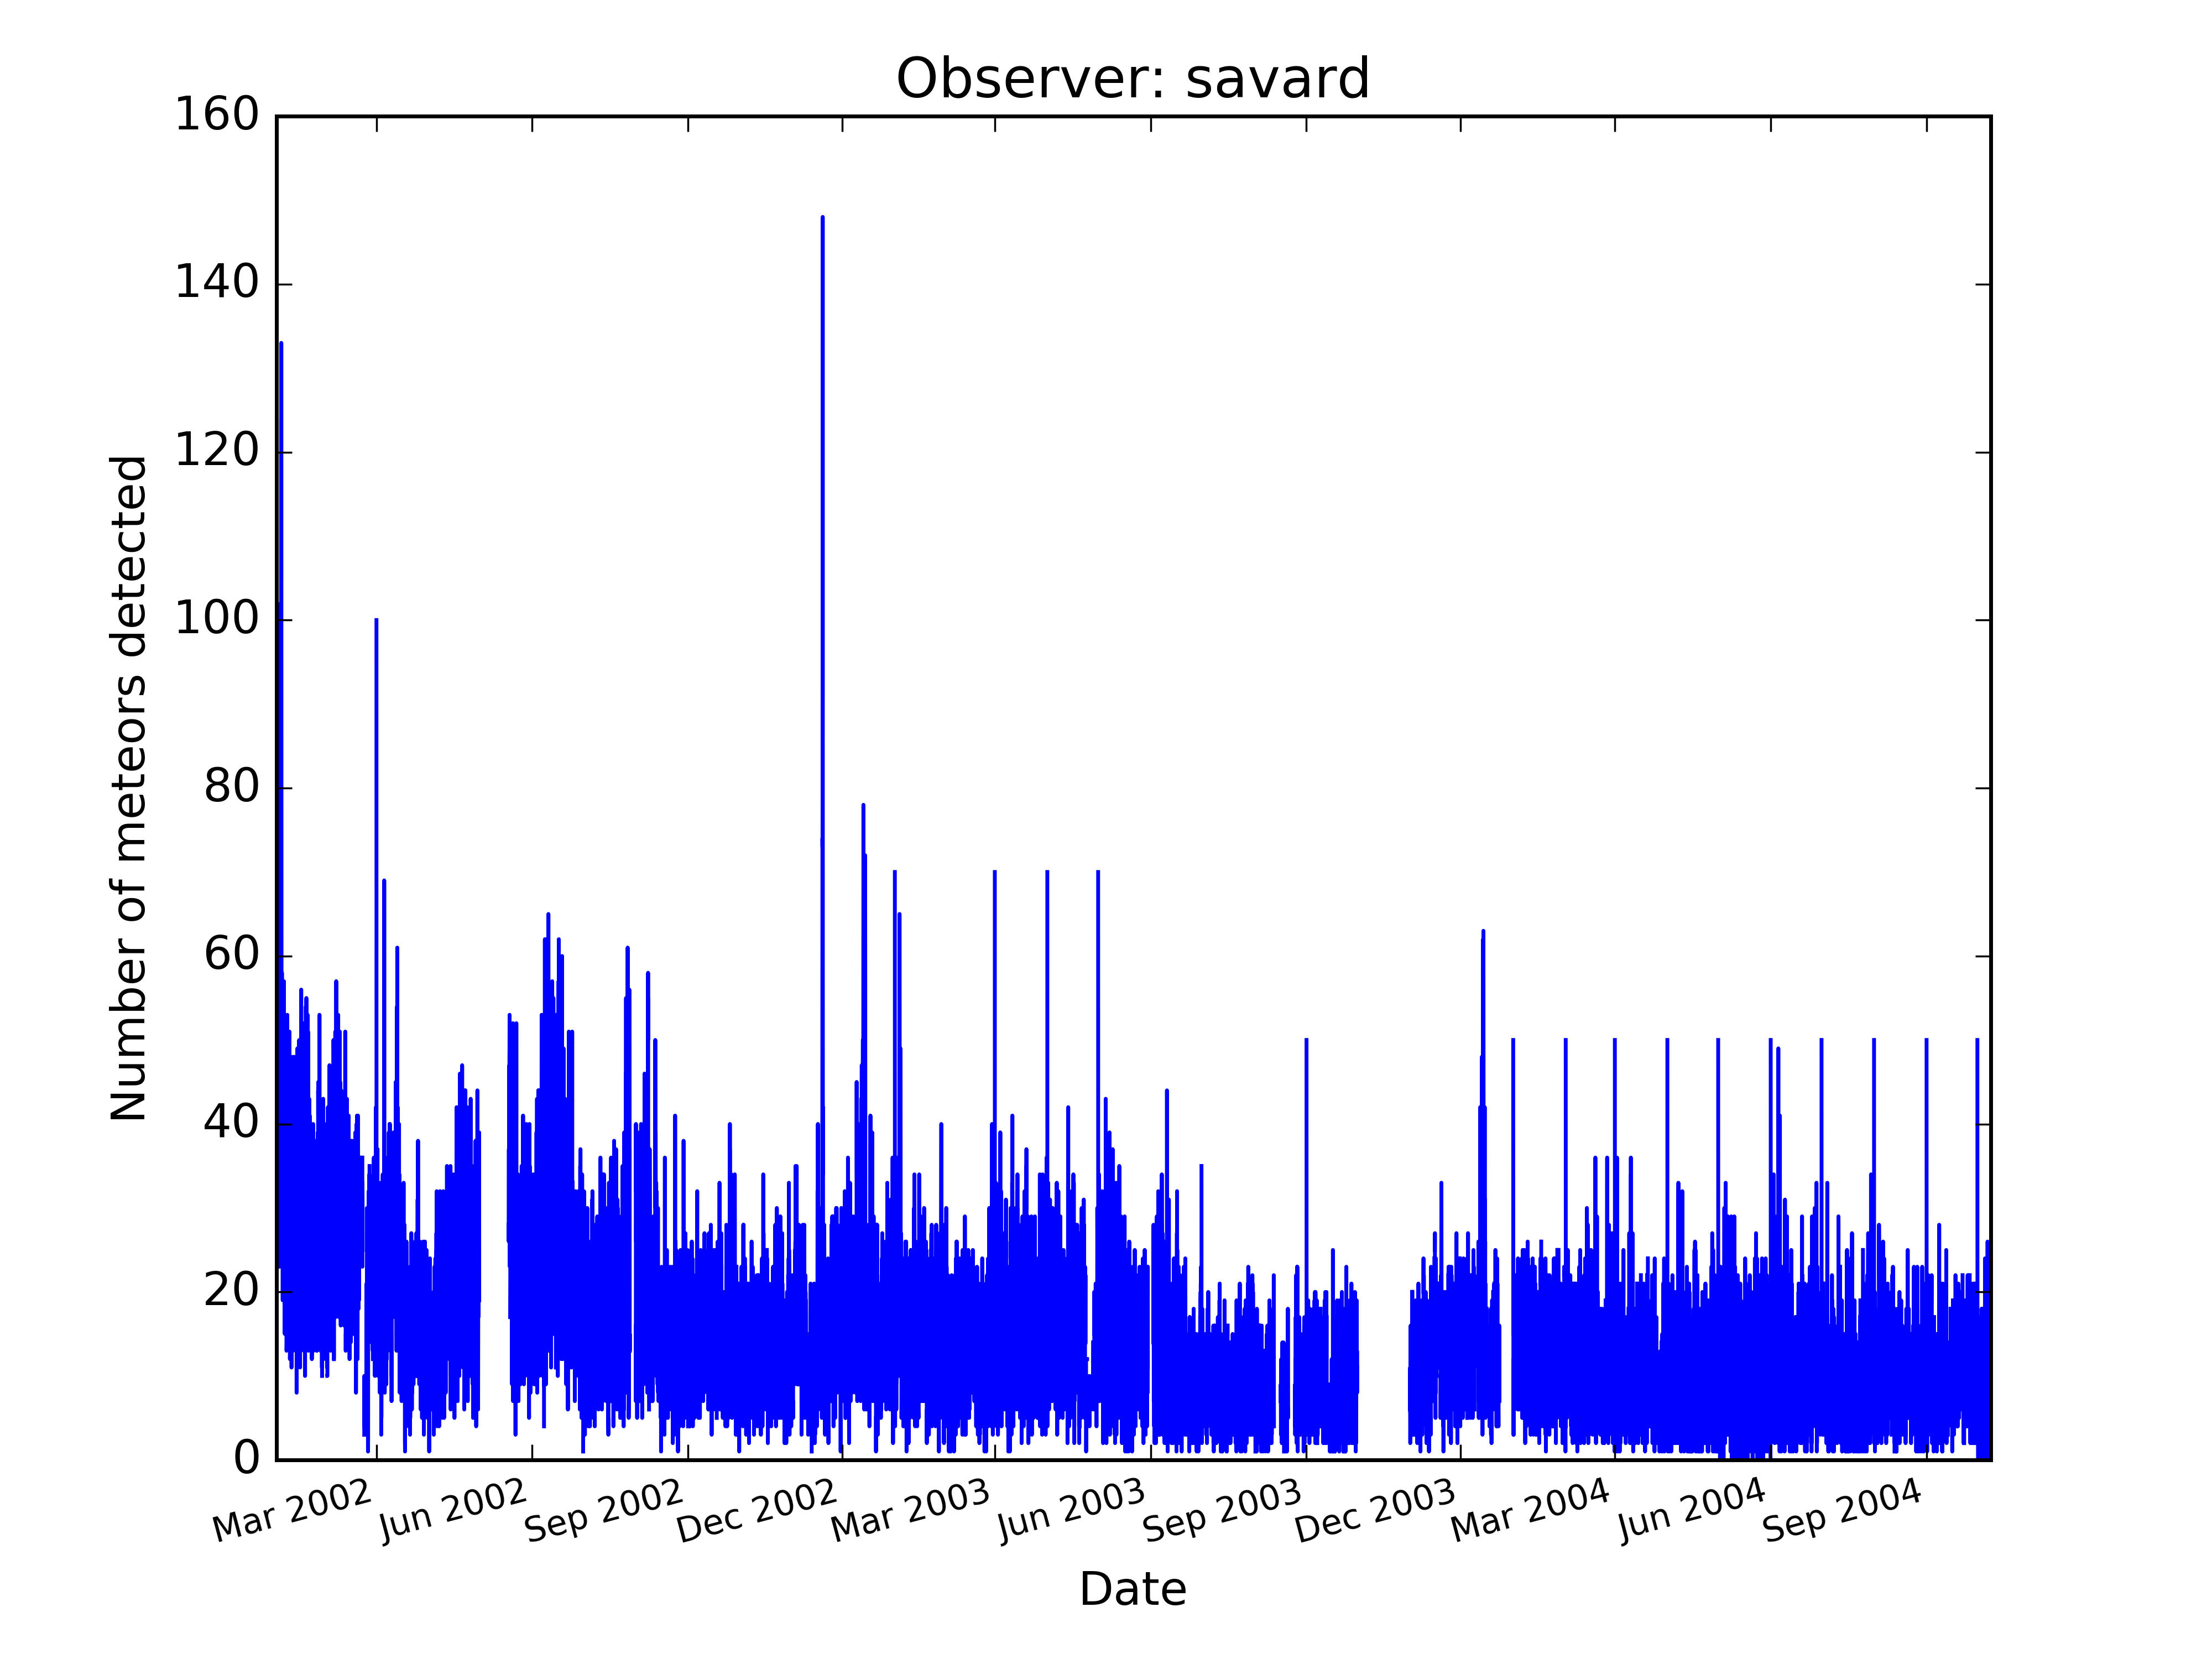 Observer: savard
160
140
120
100
80
60
40
20
0
Number of meteors detected
Mar 2002
Jun 2002
Sep 2002
Dec 2002
Mar 2003
Jun 2003
Sep 2003
Dec 2003
Mar 2004
Jun 2004
Sep 2004
Date